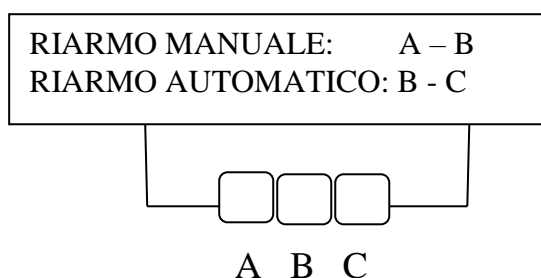 RIARMO MANUALE: A – B
RIARMO AUTOMATICO: B - C
A B C